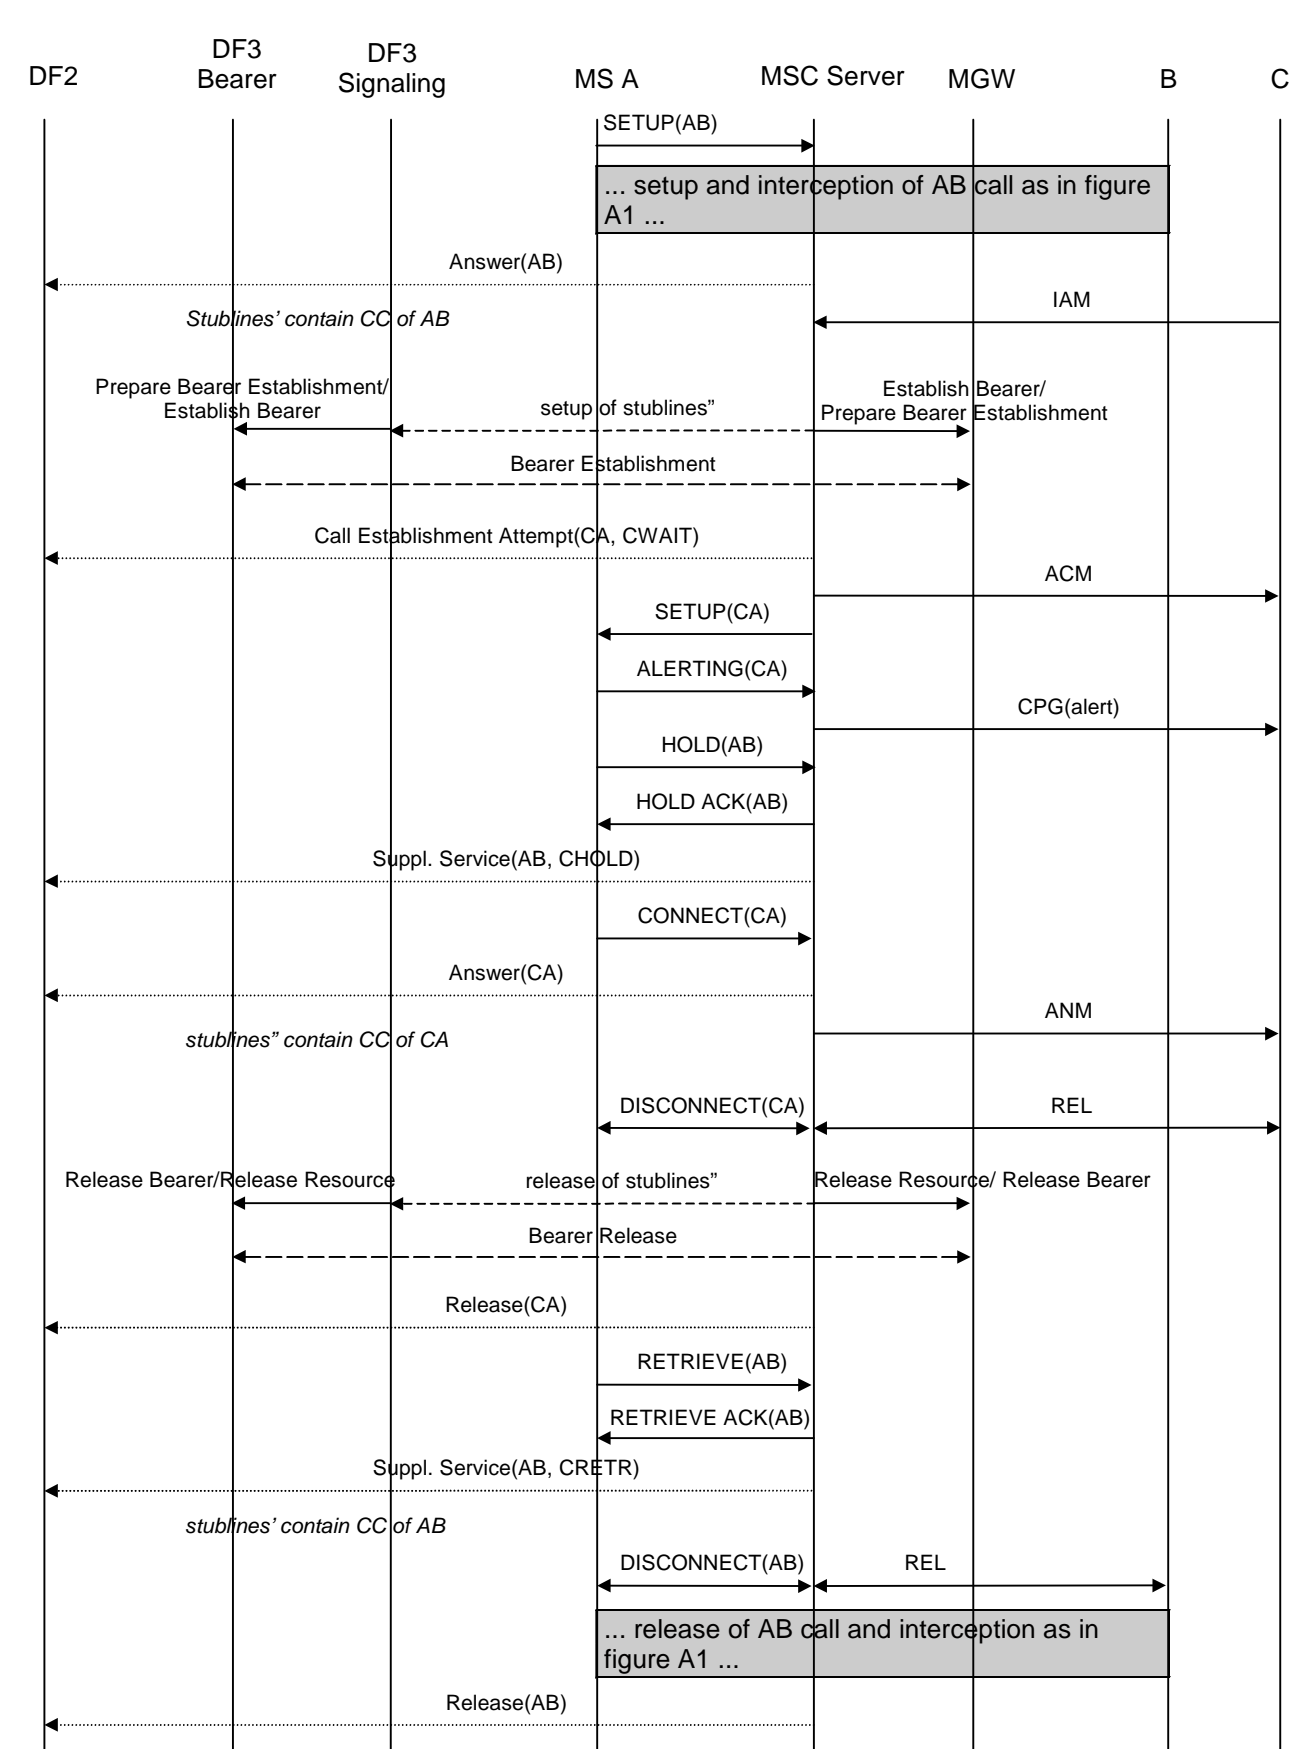 DF2
DF3
Bearer
DF3
Signaling
MS A
MSC Server
MGW
B
C
SETUP(AB)
... setup and interception of AB call as in figure
A1 ...
Answer(AB)
IAM
Stublines’ contain CC of AB
Prepare Bearer Establishment/
Establish Bearer
setup of stublines”
Establish Bearer/
Prepare Bearer Establishment
Bearer Establishment
Call Establishment Attempt(CA, CWAIT)
ACM
SETUP(CA)
ALERTING(CA)
CPG(alert)
HOLD(AB)
HOLD ACK(AB)
Suppl. Service(AB, CHOLD)
CONNECT(CA)
Answer(CA)
ANM
stublines” contain CC of CA
DISCONNECT(CA)
REL
Release Bearer/Release Resource
release of stublines”
Release Resource/ Release Bearer
Bearer Release
Release(CA)
RETRIEVE(AB)
RETRIEVE ACK(AB)
Suppl. Service(AB, CRETR)
stublines’ contain CC of AB
DISCONNECT(AB)
REL
... release of AB call and interception as in
figure A1 ...
Release(AB)